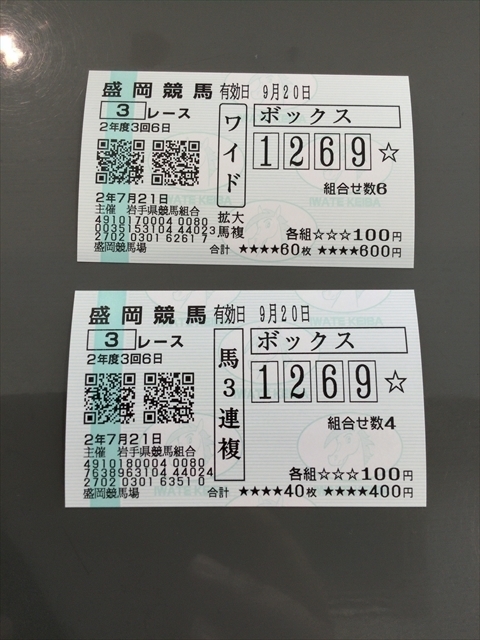 盛岡競馬 有効日 9月20日
3 レース
2年度3回6日
ワイド
ボックス
1 2 6 9 ☆
組合せ数6
2年7月21日
主催 岩手県競馬組合
4910170004 0080
0035153104 44023
2702 0301 6261 7
盛岡競馬場
拡大
馬複
各組☆☆☆100円
合計 ★★★★60枚 ★★★★600円
IWATE KEIBA
盛岡競馬 有効日 9月20日
3 レース
2年度3回6日
馬3連複
ボックス
1 2 6 9 ☆
組合せ数4
2年7月21日
主催 岩手県競馬組合
4910180004 0080
7638963104 44024
2702 0301 6351 0
盛岡競馬場
各組☆☆☆100円
合計 ★★★★40枚 ★★★★400円
IWATE KEIBA